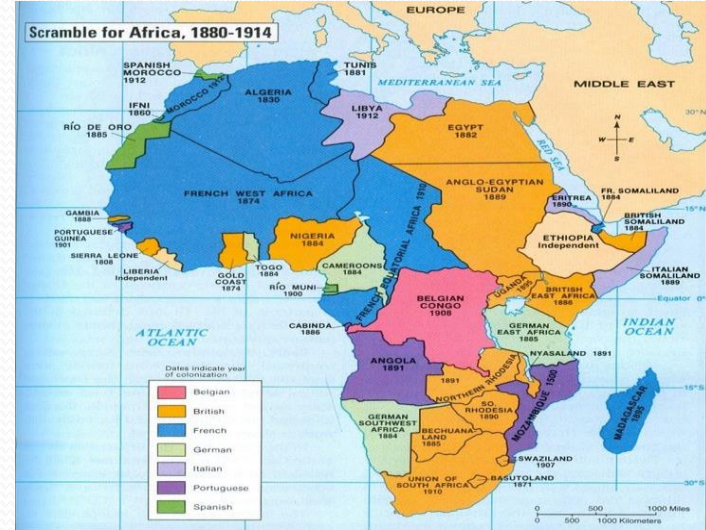 Scramble for Africa, 1880-1914
EUROPE
SPANISH
MOROCCO
1912
TUNIS
1881
MEDITERRANEAN SEA
MIDDLE EAST
ALGERIA
1830
MOROCCO 1912
IFNI
1860
LIBYA
1912
EGYPT
1882
30°N
N
W E
S
RÍO DE ORO
1885
RED SEA
FRENCH WEST AFRICA
1874
ANGLO-EGYPTIAN
SUDAN
1889
ERITREA
1890
FR. SOMALILAND
1884
15°N
GAMBIA
1888
BRITISH
SOMALILAND
1884
PORTUGUESE
GUINEA
1901
NIGERIA
1884
FRENCH EQUATORIAL AFRICA 1910
ETHIOPIA
Independent
SIERRA LEONE
1808
LIBERIA
Independent
GOLD
COAST
1874
TOGO
1884
CAMEROONS
1884
RÍO MUNI
1900
ITALIAN
SOMALILAND
1889
UGANDA
1895
BRITISH
EAST AFRICA
1886
Equator 0°
BELGIAN
CONGO
1908
CABINDA
1886
GERMAN
EAST AFRICA
1885
INDIAN
OCEAN
ATLANTIC
OCEAN
ANGOLA
1891
NYASALAND 1891
1891
NORTHERN RHODESIA
MOZAMBIQUE 1500
MADAGASCAR
1895
15°S
Dates indicate year
of colonization
Belgian
British
French
German
Italian
Portuguese
Spanish
GERMAN
SOUTHWEST
AFRICA
1884
SO.
RHODESIA
1890
BECHUANA-
LAND
1885
SWAZILAND
1907
UNION OF
SOUTH AFRICA
1910
BASUTOLAND
1871
30°S
0 500 1000 Miles
0 500 1000 Kilometers